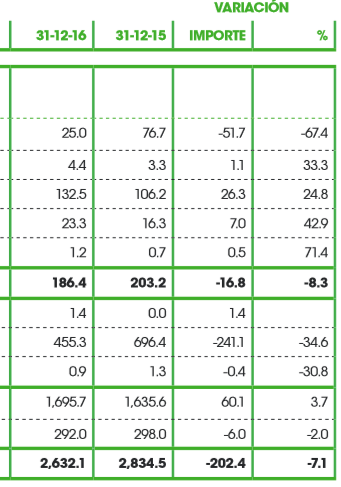 VARIACIÓN
31-12-16 31-12-15 IMPORTE %
25.0 76.7 -51.7 -67.4
4.4 3.3 1.1 33.3
132.5 106.2 26.3 24.8
23.3 16.3 7.0 42.9
1.2 0.7 0.5 71.4
186.4 203.2 -16.8 -8.3
1.4 0.0 1.4
455.3 696.4 -241.1 -34.6
0.9 1.3 -0.4 -30.8
1,695.7 1,635.6 60.1 3.7
292.0 298.0 -6.0 -2.0
2,632.1 2,834.5 -202.4 -7.1